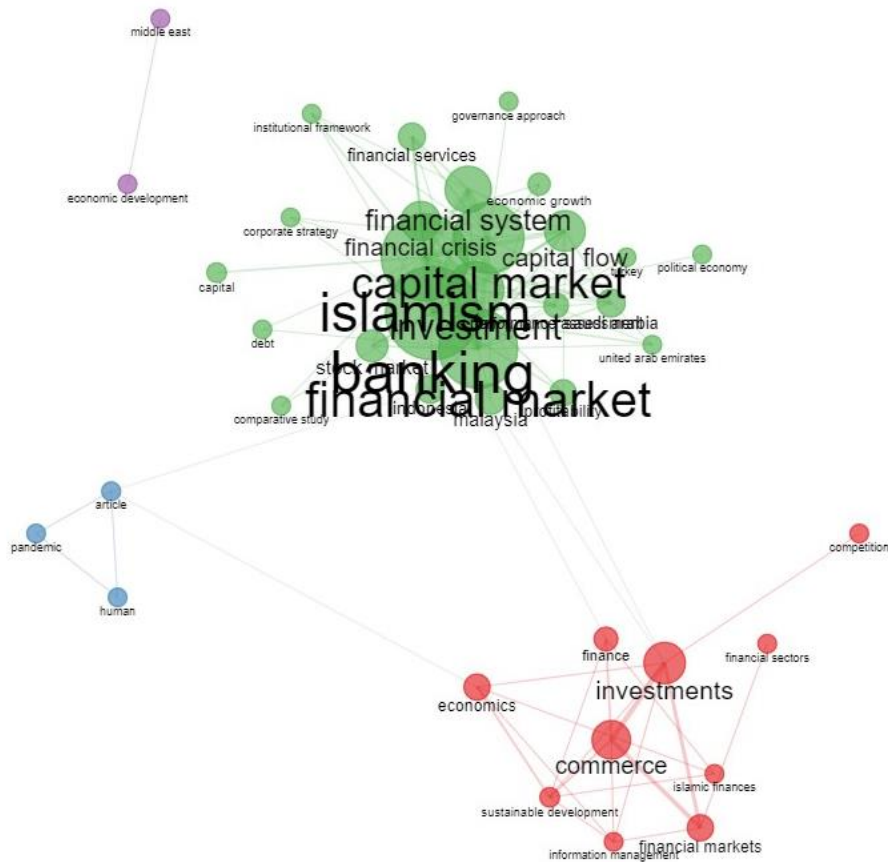 middle east
governance approach
institutional framework
financial services
economic development
economic growth
corporate strategy
financial system
financial crisis
capital flow
turkey
political economy
capital
capital market
islamism
investment
saudi arabia
debt
united arab emirates
stock market
banking
financial market
indonesia
profitability
comparative study
malaysia
article
pandemic
competition
human
finance
financial sectors
investments
economics
commerce
islamic finances
sustainable development
financial markets
information management